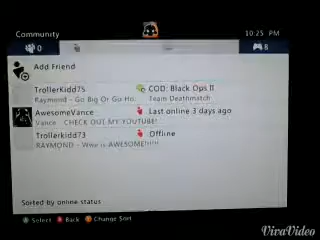 Community
10:25 PM
0
8
Add Friend
TrollerKidd75
COD: Black Ops II
Raymond - Go Big Or Go Ho.
Team Deathmatch
AwesomeVance
Last online 3 days ago
Vance CHECK OUT MY YOUTUBE!
TrollerKidd73
Offline
RAYMOND - Wwe is AWESOME!!!!!
Sorted by online status
A Select B Back Y Change Sort
VivaVideo